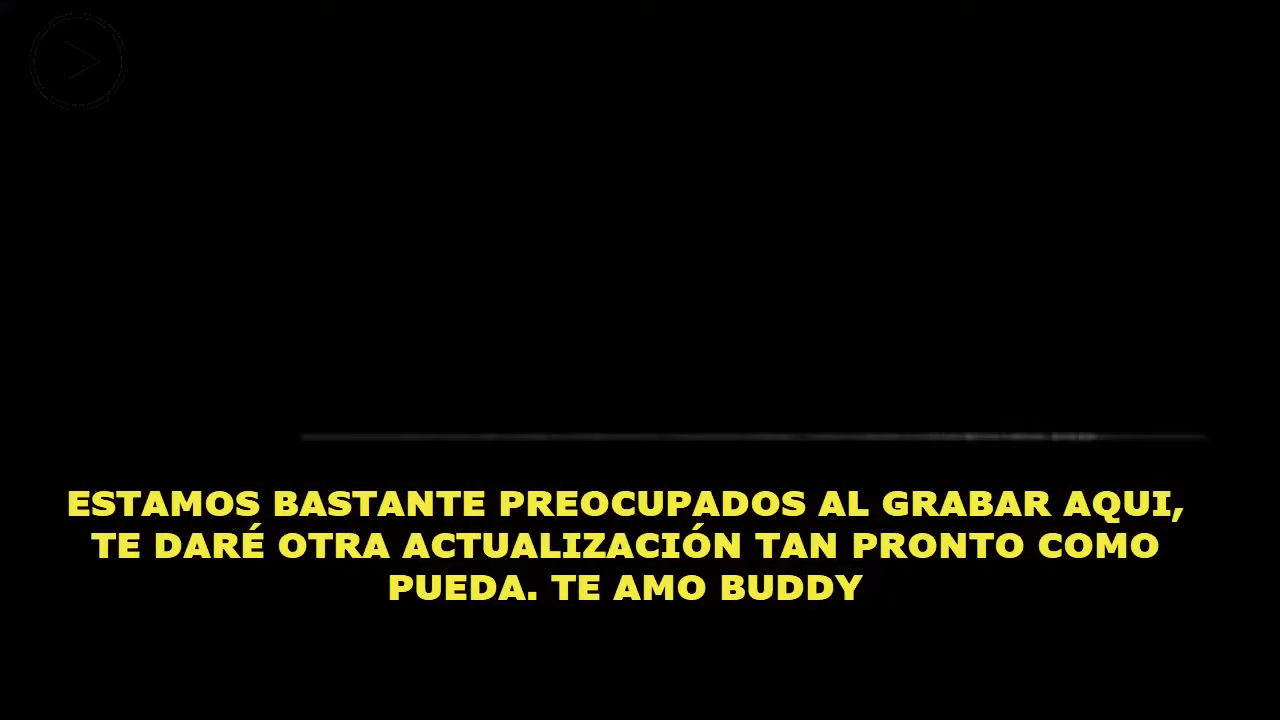 ESTAMOS BASTANTE PREOCUPADOS AL GRABAR AQUI,
TE DARÉ OTRA ACTUALIZACIÓN TAN PRONTO COMO
PUEDA. TE AMO BUDDY